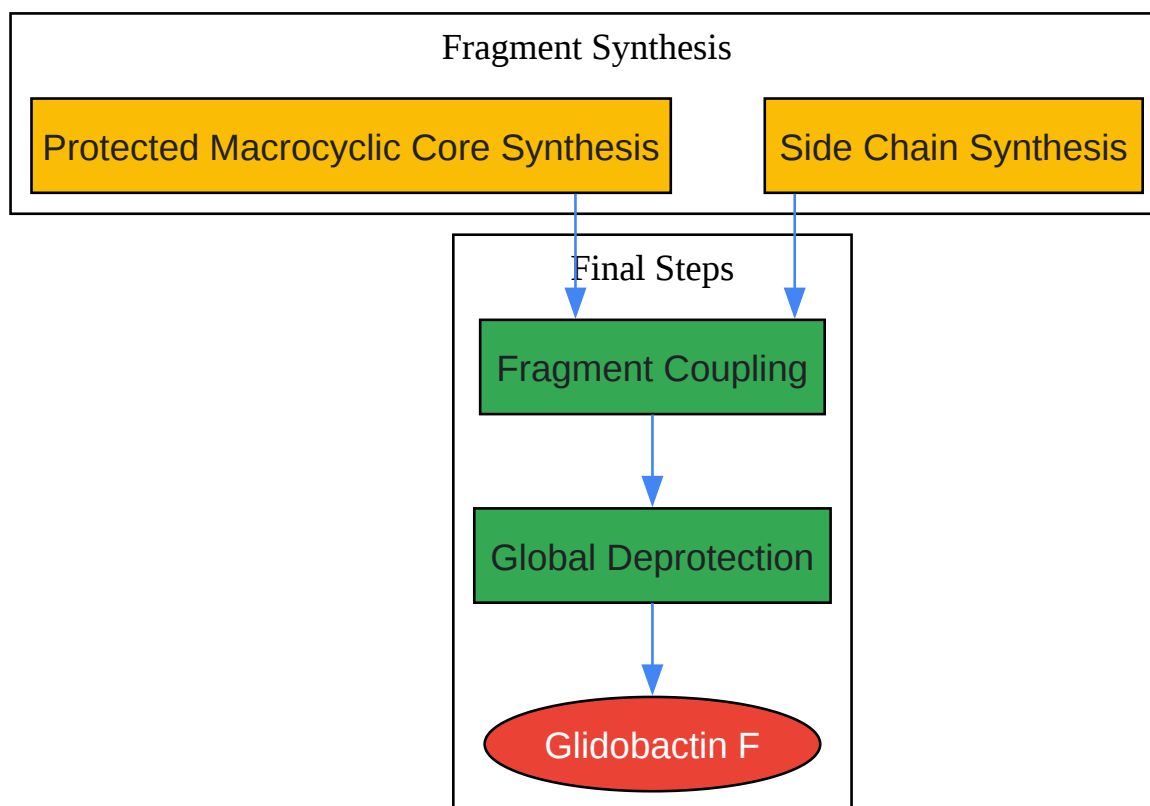 Fragment Synthesis
Protected Macrocyclic Core Synthesis
Side Chain Synthesis
Final Steps
Fragment Coupling
Global Deprotection
Glidobactin F